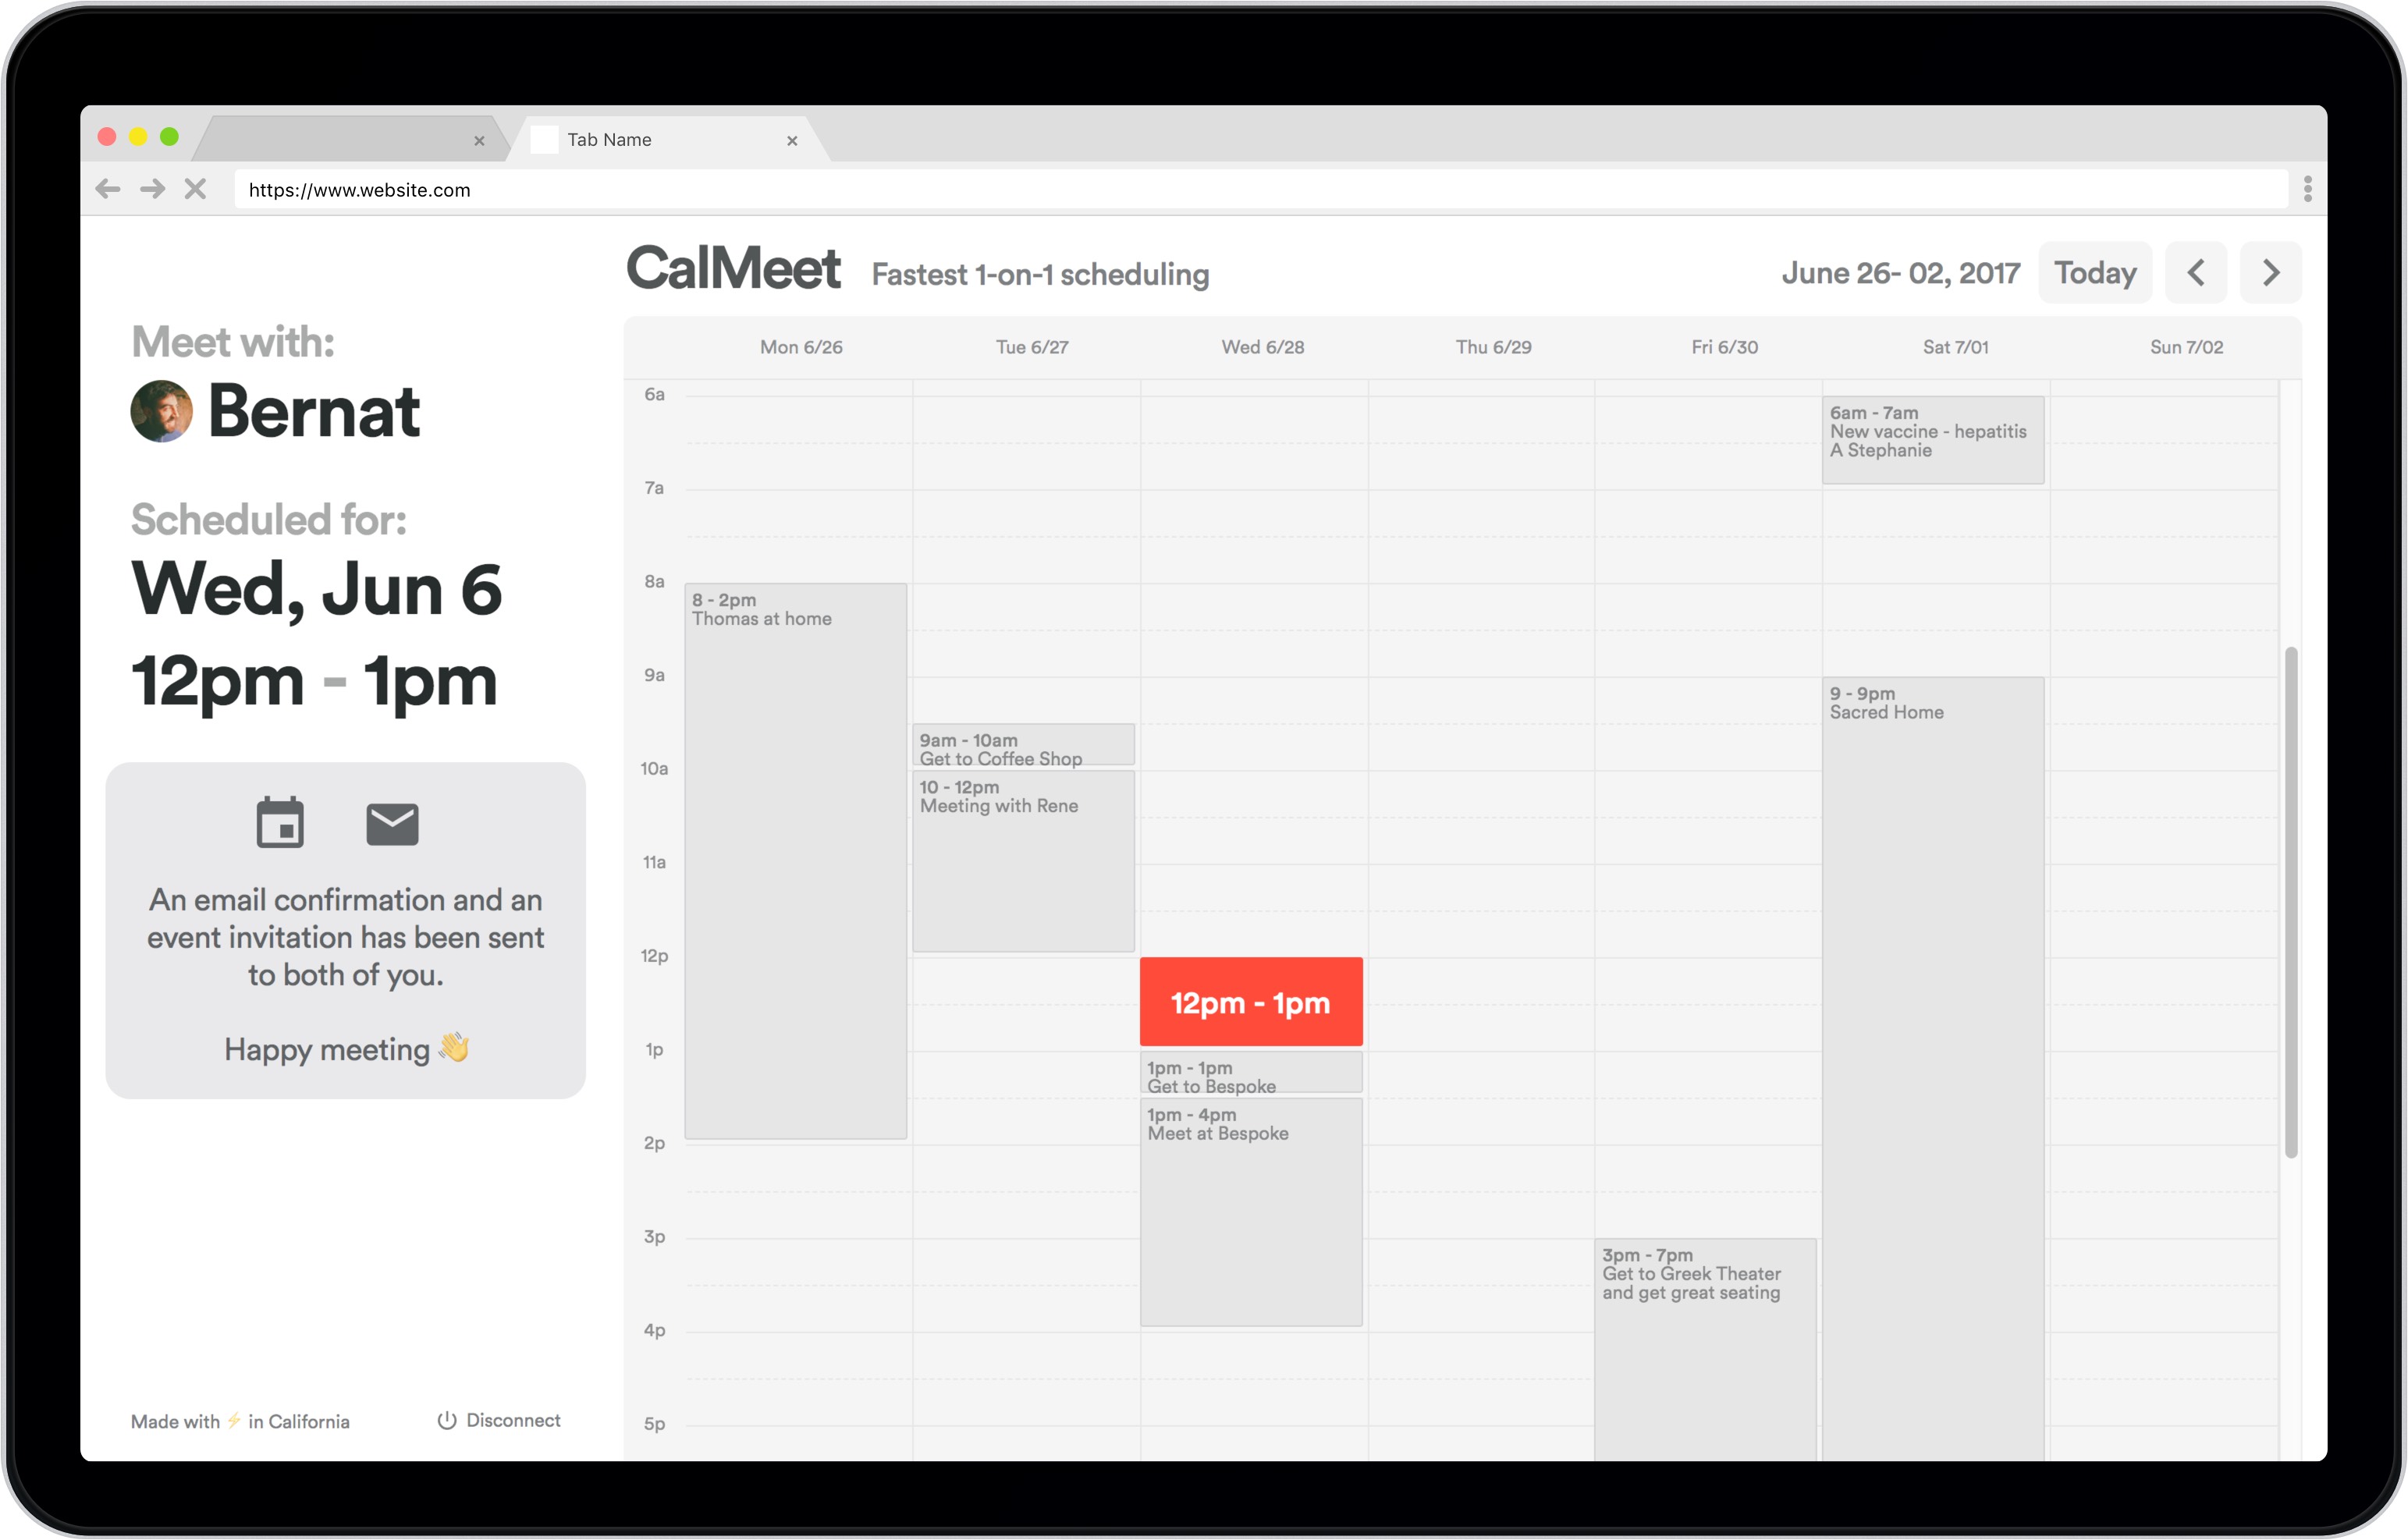 Tab Name
https://www.website.com
CalMeet
Fastest 1-on-1 scheduling
June 26- 02, 2017
Today
Meet with:
Bernat
Scheduled for:
Wed, Jun 6
12pm - 1pm
An email confirmation and an
event invitation has been sent
to both of you.
Happy meeting 👋
Made with ⚡ in California
Disconnect
Mon 6/26
Tue 6/27
Wed 6/28
Thu 6/29
Fri 6/30
Sat 7/01
Sun 7/02
6a
7a
8a
9a
10a
11a
12p
1p
2p
3p
4p
5p
8 - 2pm
Thomas at home
9am - 10am
Get to Coffee Shop
10 - 12pm
Meeting with Rene
12pm - 1pm
1pm - 1pm
Get to Bespoke
1pm - 4pm
Meet at Bespoke
3pm - 7pm
Get to Greek Theater
and get great seating
6am - 7am
New vaccine - hepatitis
A Stephanie
9 - 9pm
Sacred Home